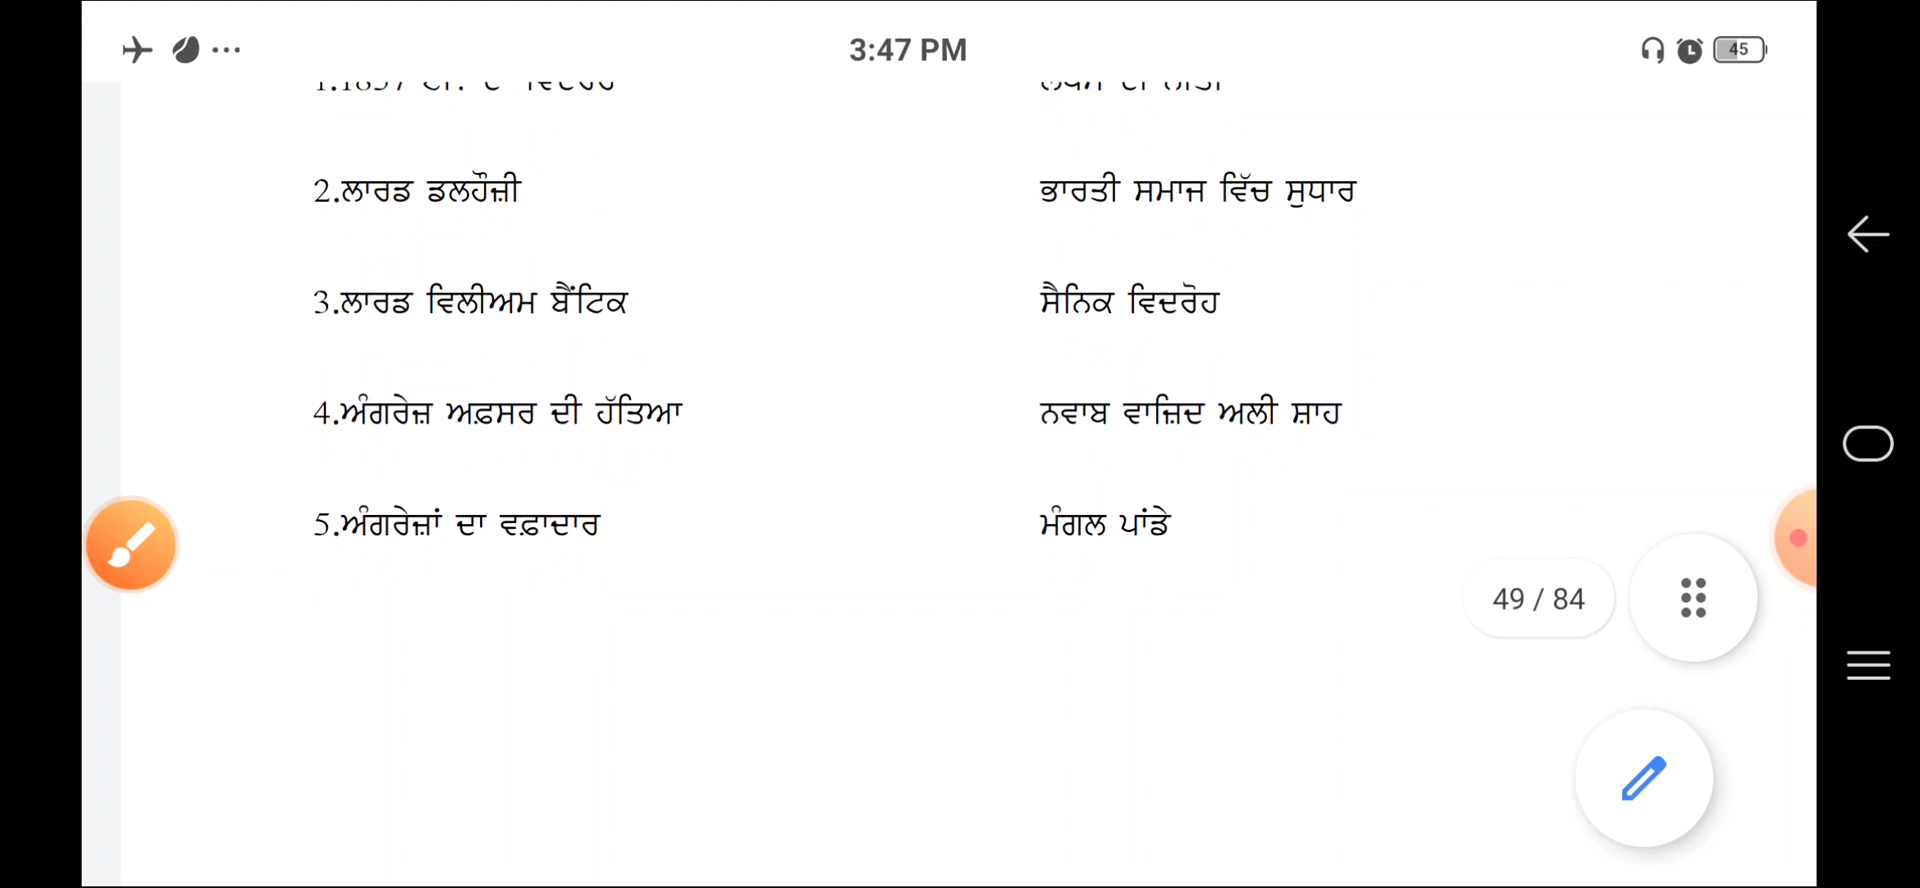 3:47 PM
45
2.ਲਾਰਡ ਡਲਹੌਜ਼ੀ ਭਾਰਤੀ ਸਮਾਜ ਵਿੱਚ ਸੁਧਾਰ
3.ਲਾਰਡ ਵਿਲੀਅਮ ਬੈਂਟਿਕ ਸੈਨਿਕ ਵਿਦਰੋਹ
4.ਅੰਗਰੇਜ਼ ਅਫ਼ਸਰ ਦੀ ਹੱਤਿਆ ਨਵਾਬ ਵਾਜ਼ਿਦ ਅਲੀ ਸ਼ਾਹ
5.ਅੰਗਰੇਜ਼ਾਂ ਦਾ ਵਫ਼ਾਦਾਰ ਮੰਗਲ ਪਾਂਡੇ
49 / 84